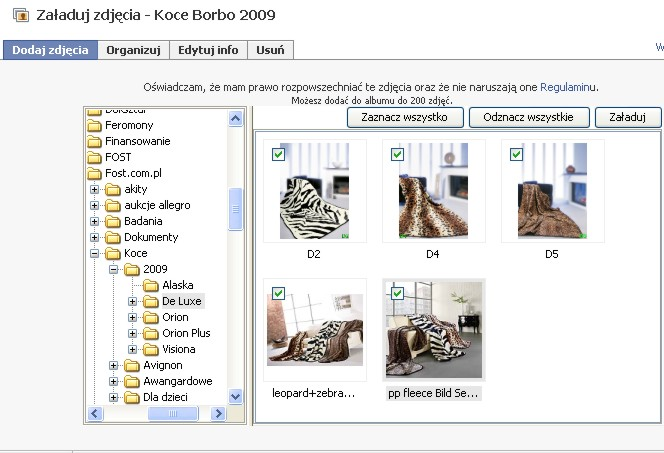 Załaduj zdjęcia - Koce Borbo 2009
Dodaj zdjęcia Organizuj Edytuj info Usuń
W
Oświadczam, że mam prawo rozpowszechniać te zdjęcia oraz że nie naruszają one Regulaminu.
Możesz dodać do albumu do 200 zdjęć.
Zaznacz wszystko Odznacz wszystkie Załaduj
Feromony
Finansowanie
FOST
Fost.com.pl
akity
aukcje allegro
Badania
Dokumenty
Koce
2009
Alaska
De Luxe
Orion
Orion Plus
Visiona
Avignon
Awangardowe
Dla dzieci
D2 D4 D5
leopard+zebra... pp fleece Bild Se...